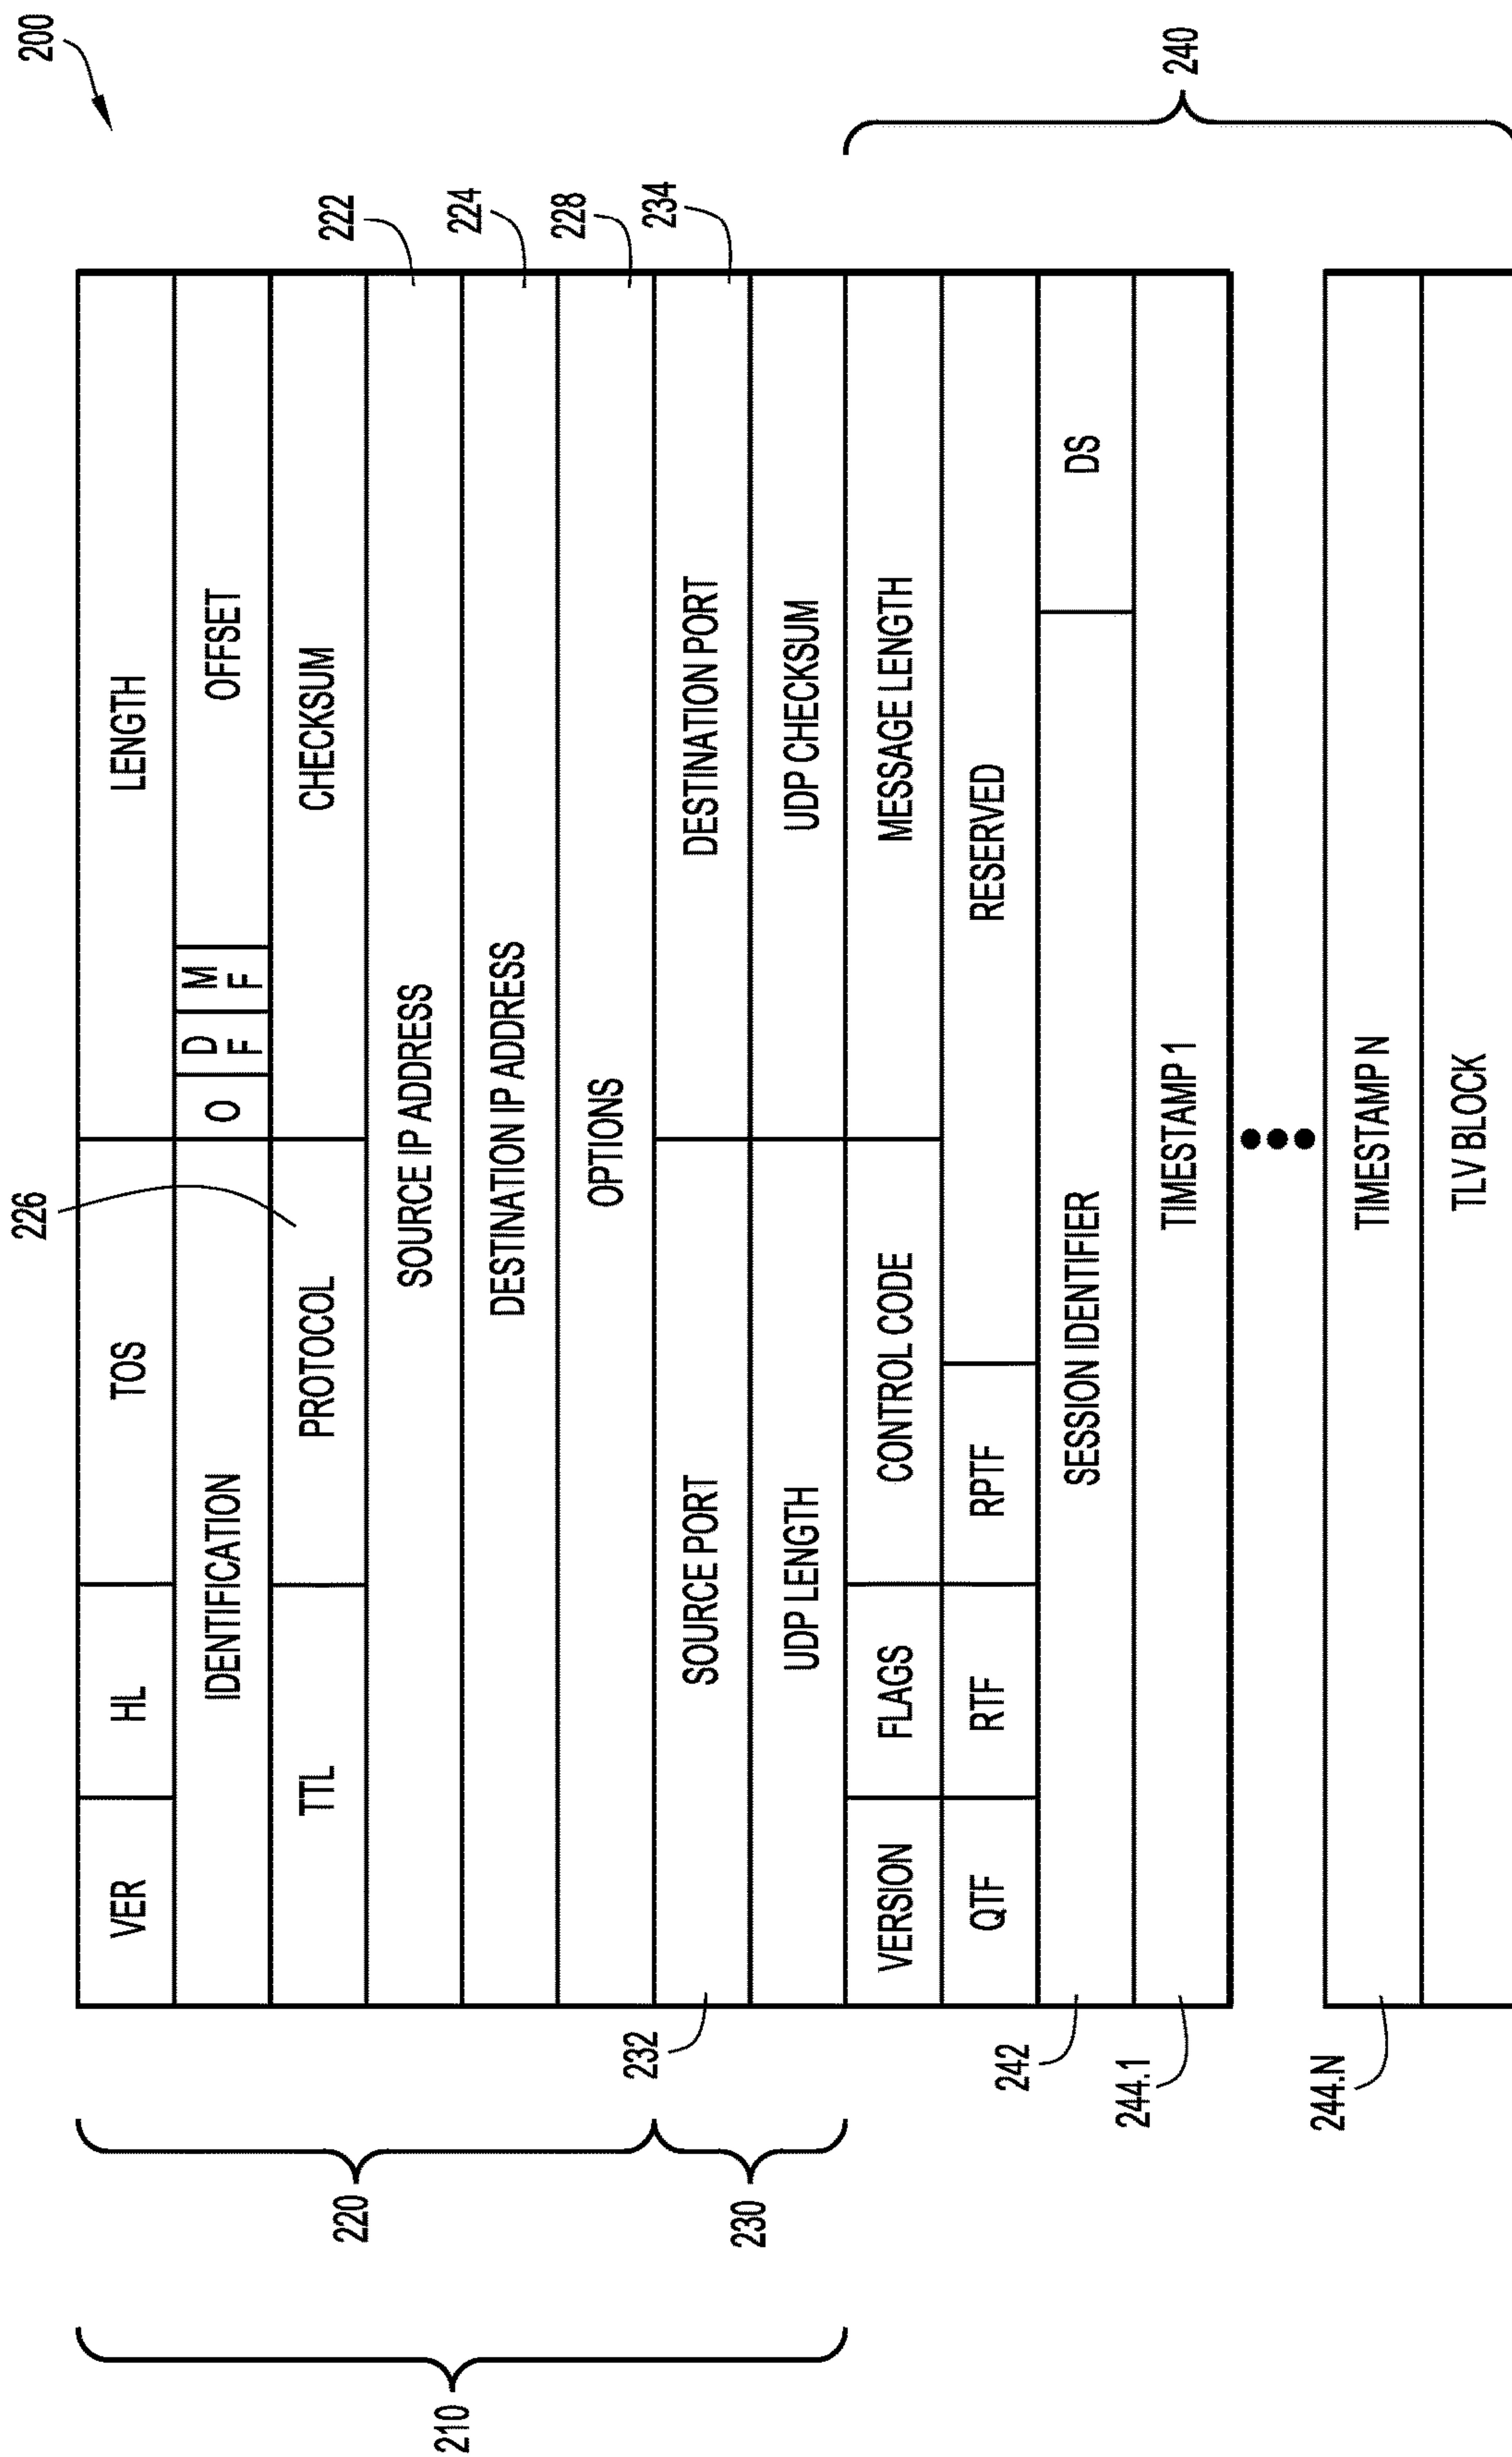 200
VER HL TOS LENGTH
226
IDENTIFICATION O D F M F OFFSET
TTL PROTOCOL CHECKSUM
SOURCE IP ADDRESS 222
DESTINATION IP ADDRESS 224
OPTIONS 228
232 SOURCE PORT DESTINATION PORT 234
UDP LENGTH UDP CHECKSUM
VERSION FLAGS CONTROL CODE MESSAGE LENGTH
QTF RTF RPTF RESERVED
242 SESSION IDENTIFIER DS
244.1 TIMESTAMP 1
244.N TIMESTAMP N
TLV BLOCK
210
220
230
240